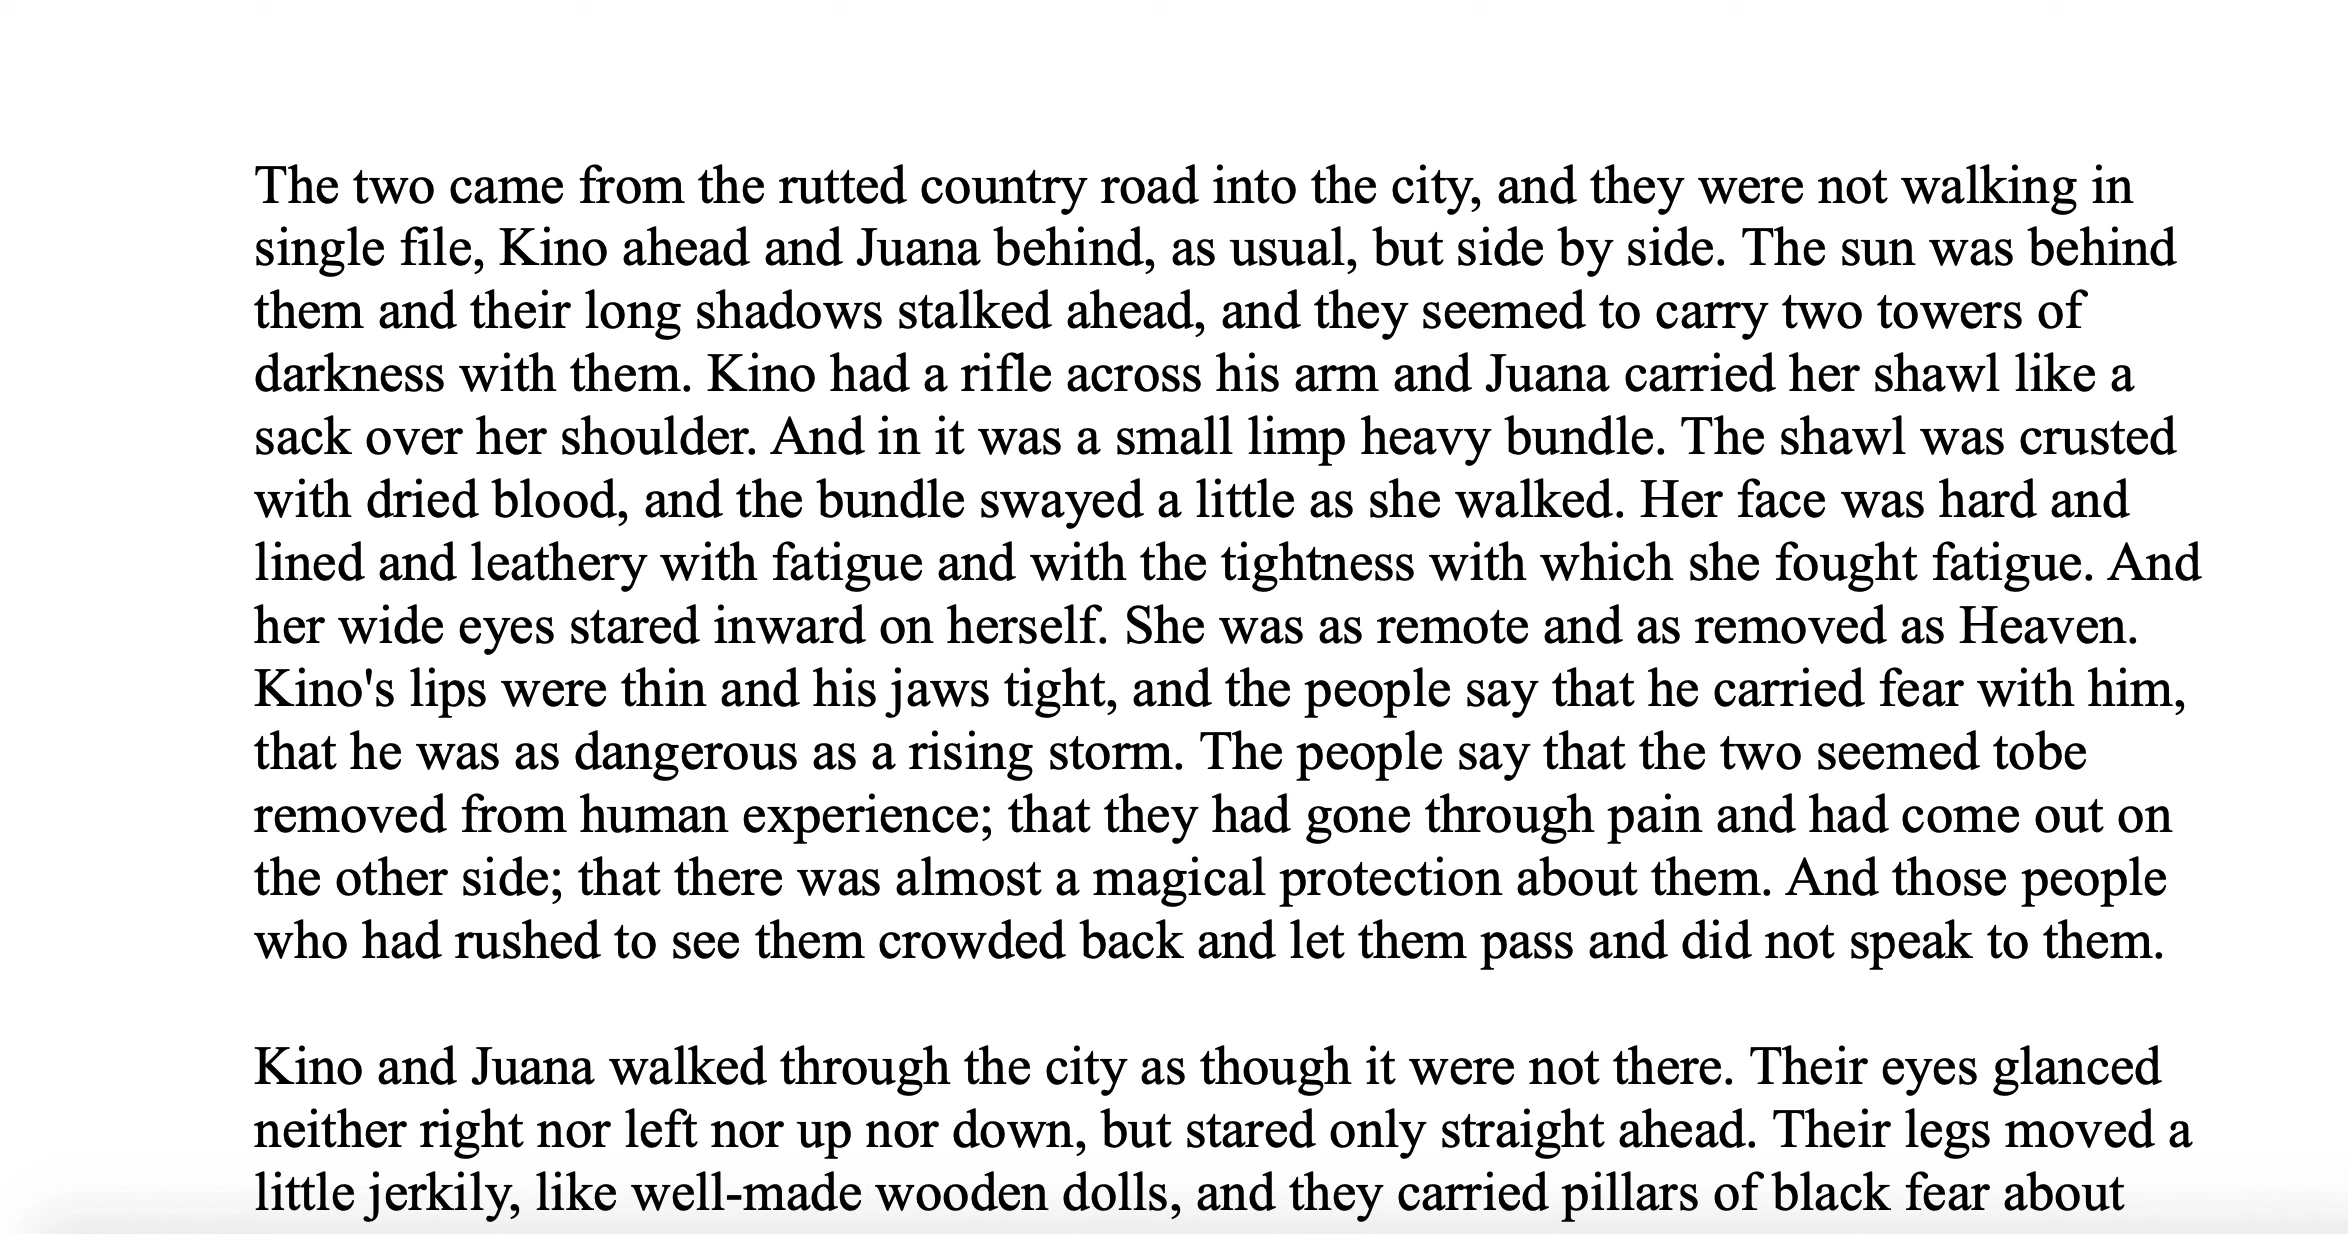 The two came from the rutted country road into the city, and they were not walking in
single file, Kino ahead and Juana behind, as usual, but side by side. The sun was behind
them and their long shadows stalked ahead, and they seemed to carry two towers of
darkness with them. Kino had a rifle across his arm and Juana carried her shawl like a
sack over her shoulder. And in it was a small limp heavy bundle. The shawl was crusted
with dried blood, and the bundle swayed a little as she walked. Her face was hard and
lined and leathery with fatigue and with the tightness with which she fought fatigue. And
her wide eyes stared inward on herself. She was as remote and as removed as Heaven.
Kino's lips were thin and his jaws tight, and the people say that he carried fear with him,
that he was as dangerous as a rising storm. The people say that the two seemed tobe
removed from human experience; that they had gone through pain and had come out on
the other side; that there was almost a magical protection about them. And those people
who had rushed to see them crowded back and let them pass and did not speak to them.
Kino and Juana walked through the city as though it were not there. Their eyes glanced
neither right nor left nor up nor down, but stared only straight ahead. Their legs moved a
little jerkily, like well-made wooden dolls, and they carried pillars of black fear about